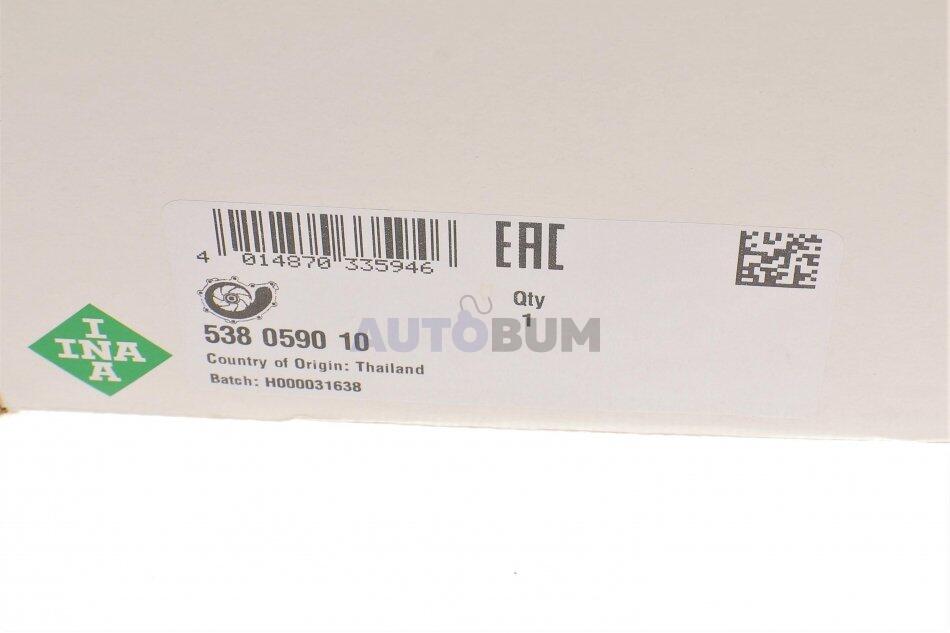 4 014870 335946
EAC
Qty
1
538 0590 10
AUTOBUM
Country of Origin: Thailand
Batch: H000031638
I
INA
A